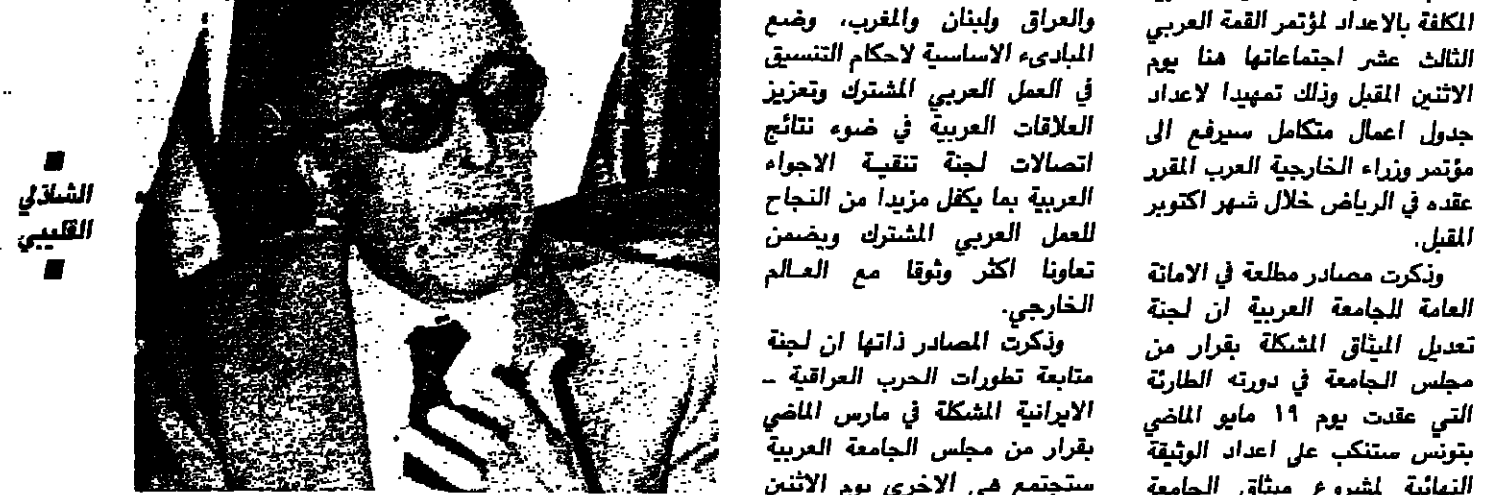 المكلفة بالاعداد لمؤتمر القمة العربي
الثالث عشر اجتماعاتها هنا يوم
الاثنين المقبل وذلك تمهيدا لاعداد
جدول اعمال متكامل سيرفع الى
مؤتمر وزراء الخارجية العرب المقرر
عقده في الرياض خلال شهر اكتوبر
المقبل.
وذكرت مصادر مطلعة في الامانة
العامة للجامعة العربية ان لجنة
تعديل الميثاق المشكلة بقرار من
مجلس الجامعة في دورته الطارئة
التي عقدت يوم ١٩ مايو الماضي
بتونس ستنكب على اعداد الوثيقة
النهائية لمشروع ميثاق الجامعة
والعراق ولبنان والمغرب، وضع
المبادىء الاساسية لاحكام التنسيق
في العمل العربي المشترك وتعزيز
العلاقات العربية في ضوء نتائج
اتصالات لجنة تنقية الاجواء
العربية بما يكفل مزيدا من النجاح
للعمل العربي المشترك ويضمن
تعاونا اكثر وثوقا مع العالم
الخارجي.
وذكرت المصادر ذاتها ان لجنة
متابعة تطورات الحرب العراقية ــ
الايرانية المشكلة في مارس الماضي
بقرار من مجلس الجامعة العربية
ستجتمع هي الاخرى يوم الاثنين
الشاذلي
القليبي